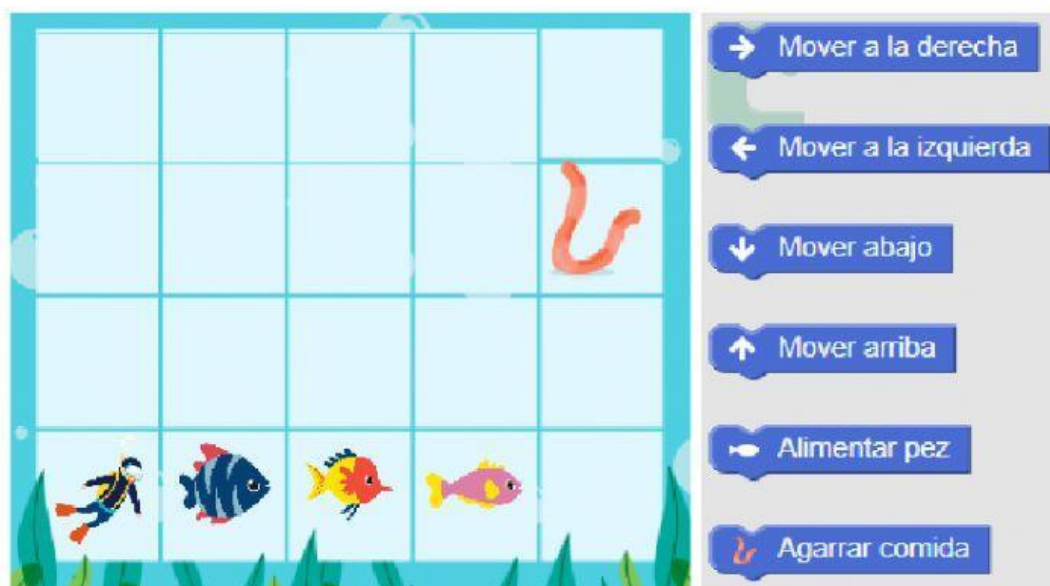 Mover a la derecha
Mover a la izquierda
Mover abajo
Mover arriba
Alimentar pez
Agarrar comida